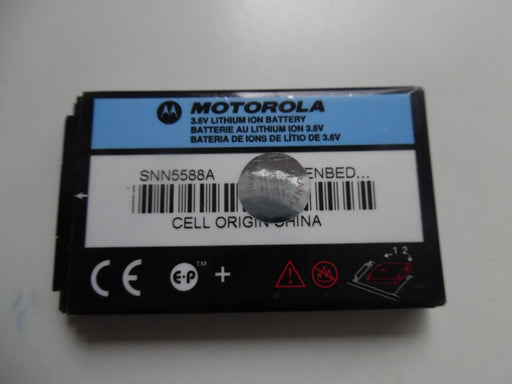 MOTOROLA
3.6V LITHIUM ION BATTERY
BATTERIE AU LITHIUM ION 3.6V
BATERIA DE IONS DE LÍTIO DE 3.6V
SNN5588A ENBED...
CELL ORIGIN CHINA
CE E·P™ +
1 2